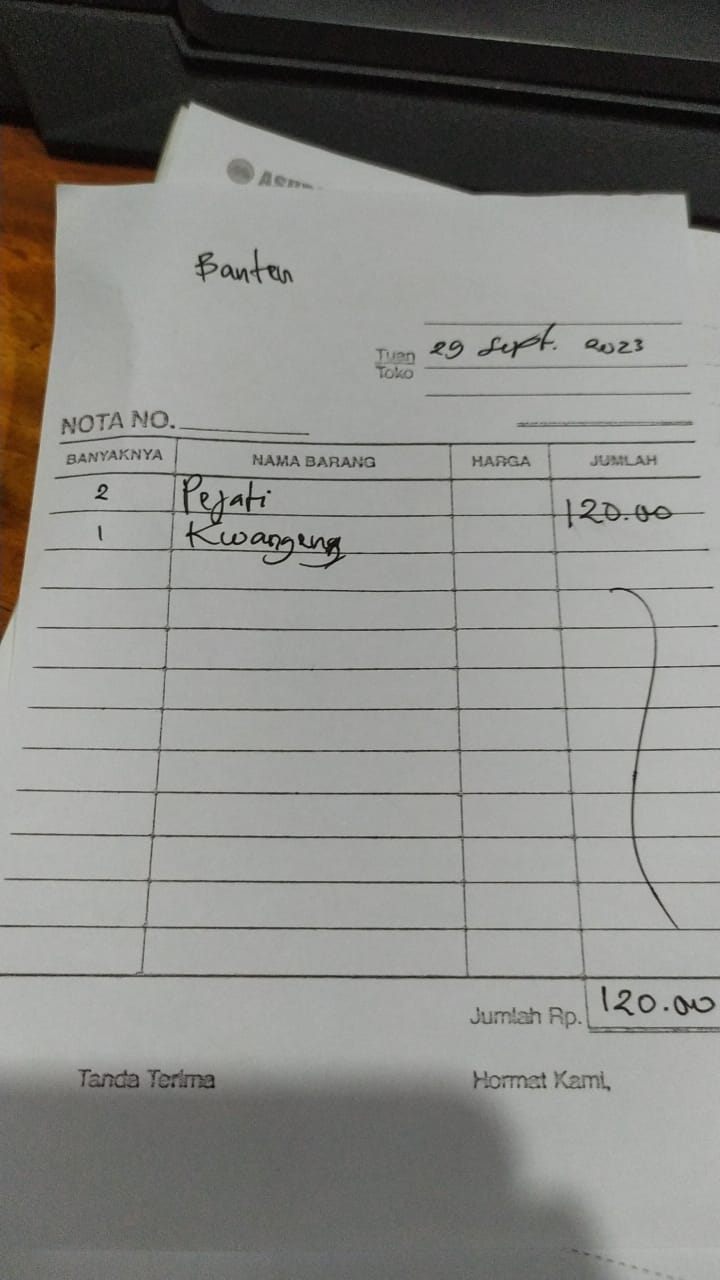 Banten
29 Sept. 2023
Tuan
Toko
NOTA NO.
BANYAKNYA NAMA BARANG HARGA JUMLAH
2 Pejati 120.00
1 Kwangeng
Jumlah Rp. 120.00
Tanda Terima Hormat Kami,